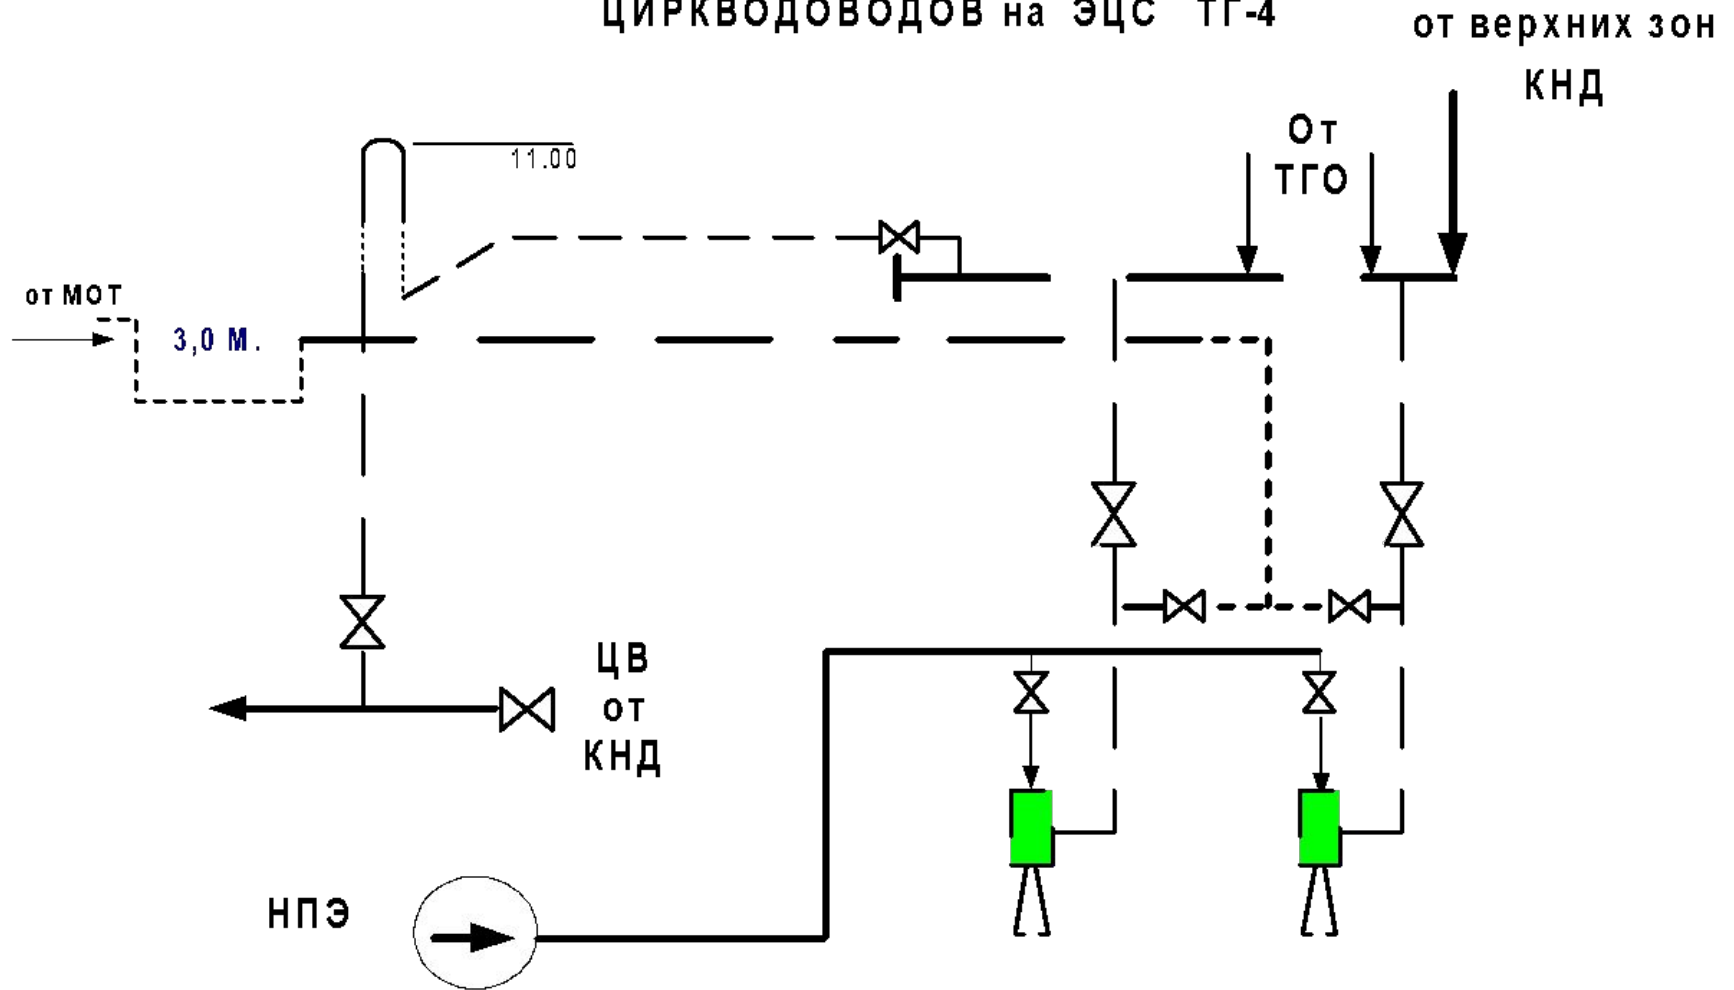 ЦИРКВОДОВОДОВ на ЭЦС ТГ-4
от верхних зон
КНД
От
ТГО
11.00
от МОТ
3,0 М.
ЦВ
от
КНД
НПЭ